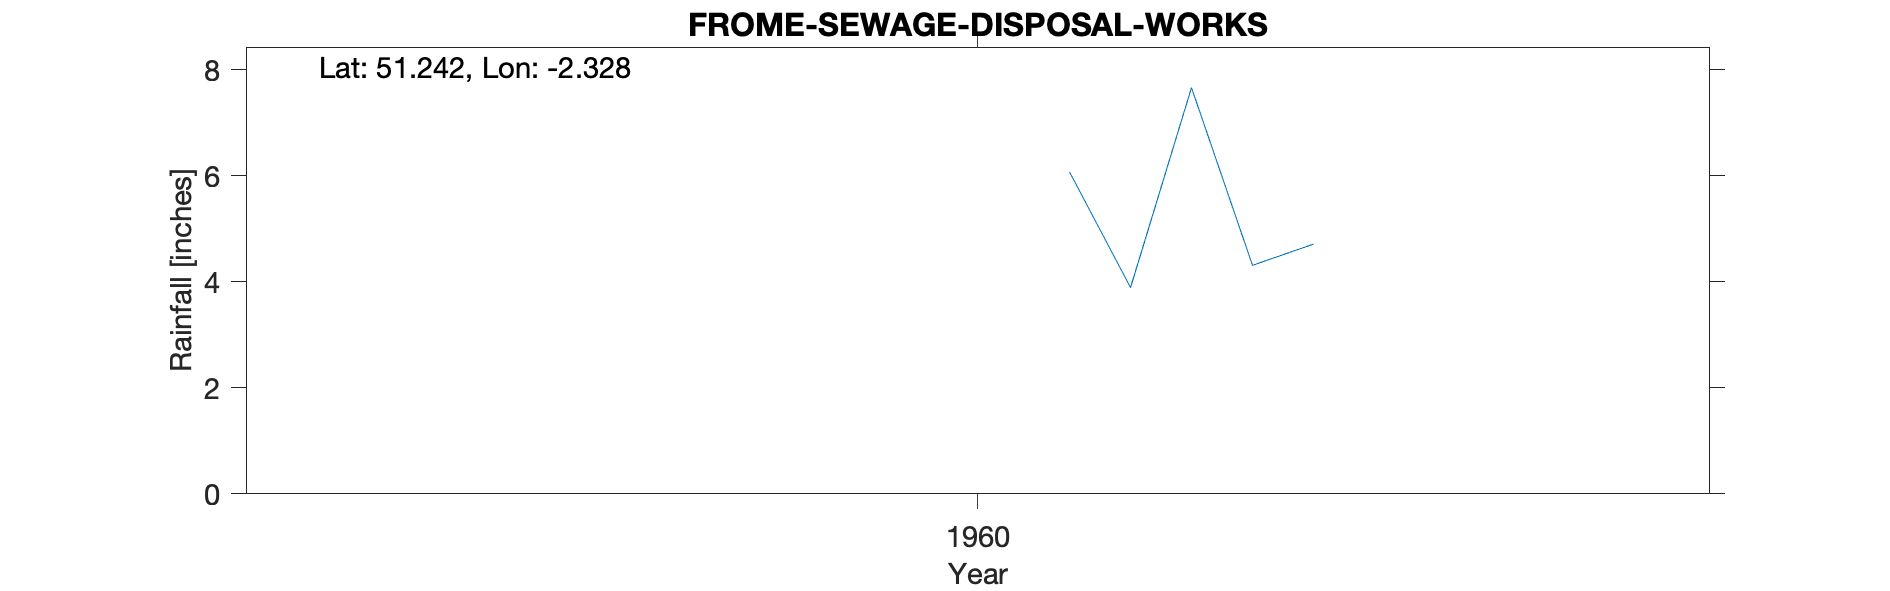 FROME-SEWAGE-DISPOSAL-WORKS
Lat: 51.242, Lon: -2.328
8
6
4
2
0
Rainfall [inches]
1960
Year